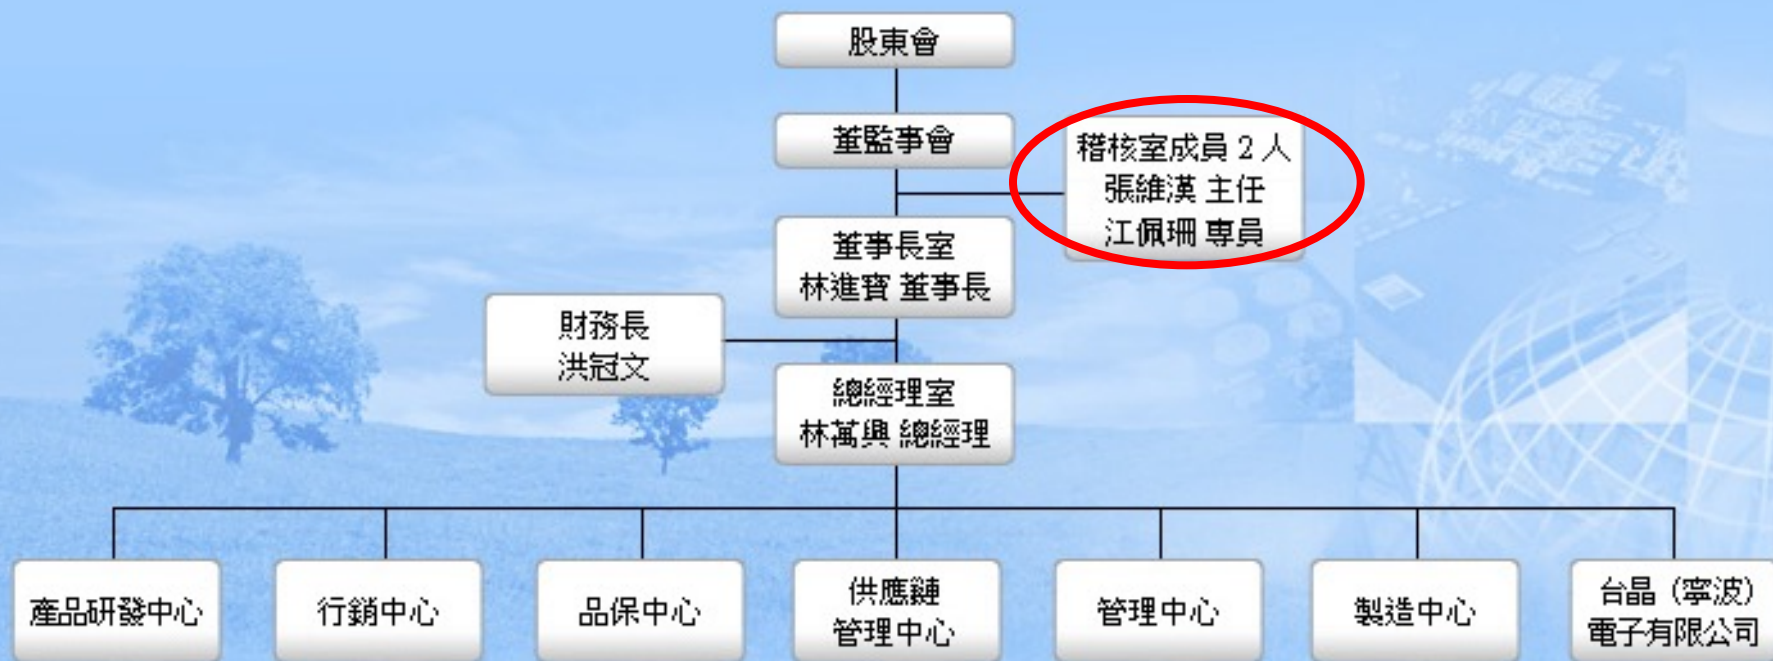 股東會
董監事會
稽核室成員 2 人
張維漢 主任
江佩珊 專員
董事長室
林進寶 董事長
財務長
洪冠文
總經理室
林萬興 總經理
產品研發中心
行銷中心
品保中心
供應鏈
管理中心
管理中心
製造中心
台晶（寧波）
電子有限公司